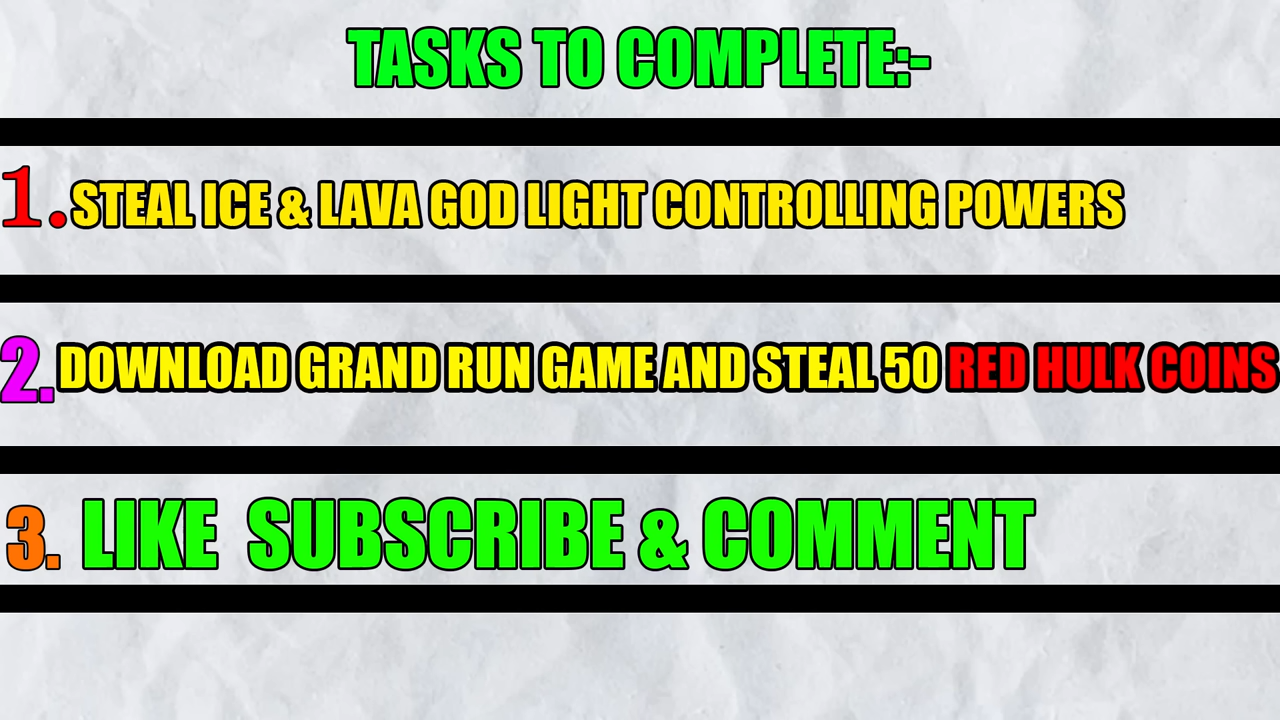 TASKS TO COMPLETE:-
1. STEAL ICE & LAVA GOD LIGHT CONTROLLING POWERS
2. DOWNLOAD GRAND RUN GAME AND STEAL 50 RED HULK COINS
3. LIKE SUBSCRIBE & COMMENT